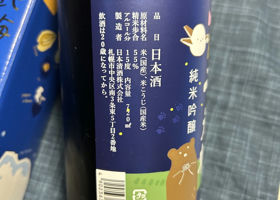 純米吟醸
品目 日本酒
原材料名 米(国産)、米こうじ(国産米)
精米歩合 55%
アルコール分 15度 内容量 720ml
製造者 日本清酒株式会社
札幌市中央区南3条東5丁目2番地
飲酒は20歳になってから。